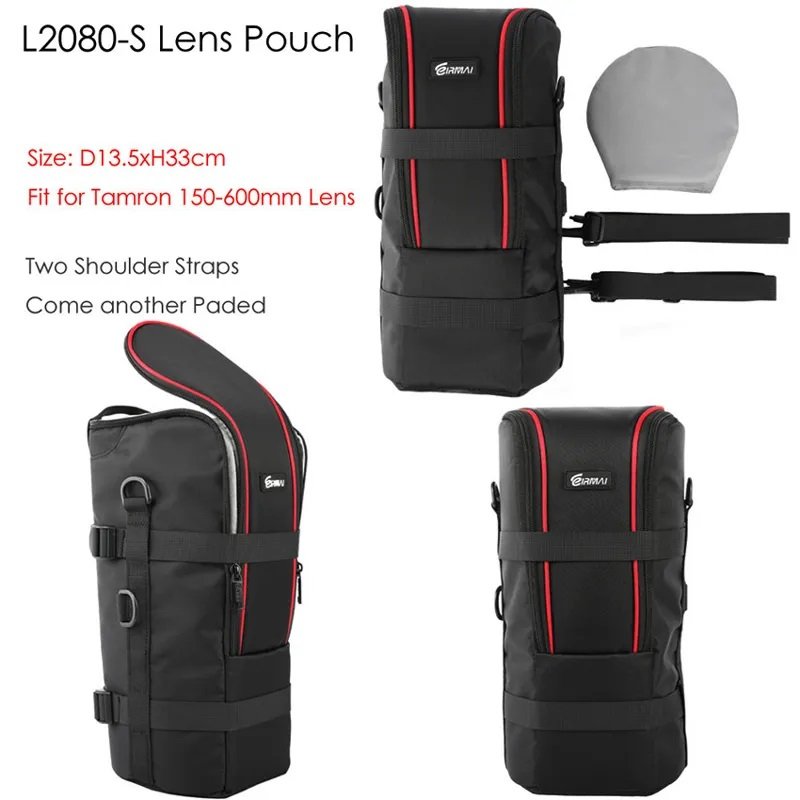 L2080-S Lens Pouch
EIRMAI
Size: D13.5xH33cm
Fit for Tamron 150-600mm Lens
Two Shoulder Straps
Come another Paded
EIRMAI
EIRMAI